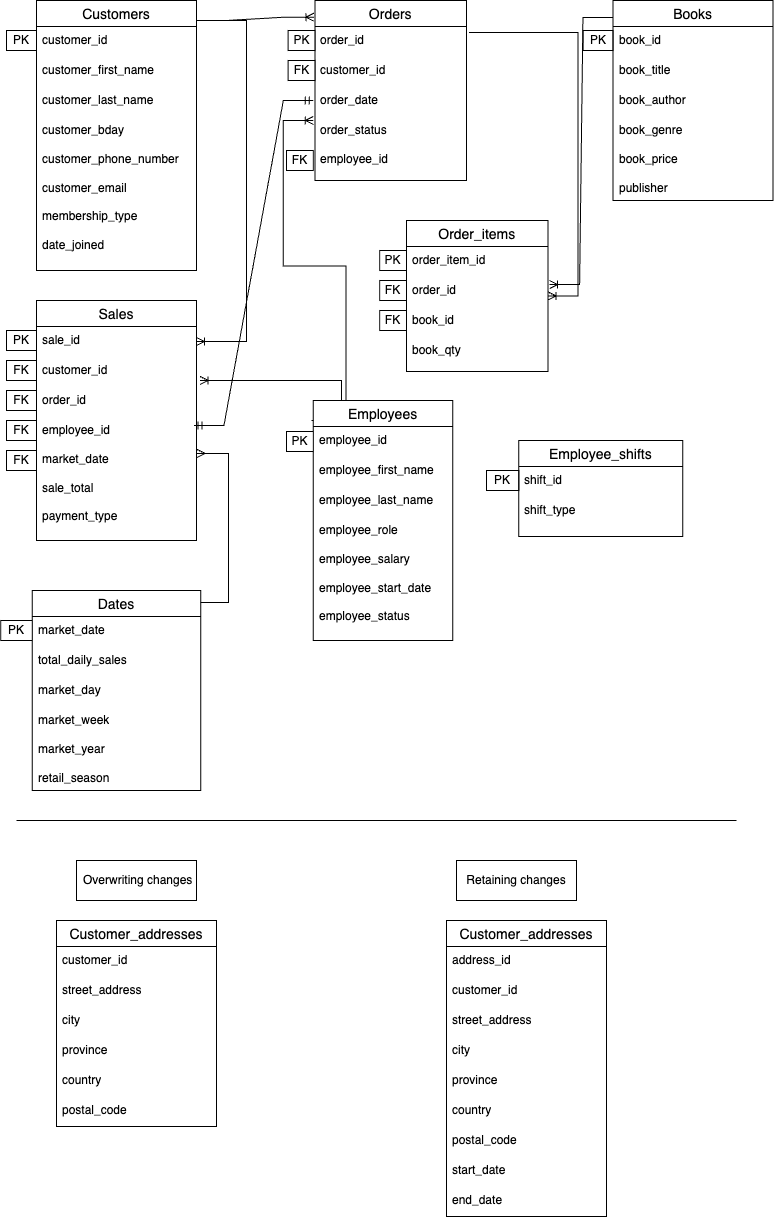 Customers
PK customer_id
customer_first_name
customer_last_name
customer_bday
customer_phone_number
customer_email
membership_type
date_joined
Orders
PK order_id
FK customer_id
order_date
order_status
FK employee_id
Books
PK book_id
book_title
book_author
book_genre
book_price
publisher
Order_items
PK order_item_id
FK order_id
FK book_id
book_qty
Sales
PK sale_id
FK customer_id
FK order_id
FK employee_id
FK market_date
sale_total
payment_type
Employees
PK employee_id
employee_first_name
employee_last_name
employee_role
employee_salary
employee_start_date
employee_status
Employee_shifts
PK shift_id
shift_type
Dates
PK market_date
total_daily_sales
market_day
market_week
market_year
retail_season
Overwriting changes
Customer_addresses
customer_id
street_address
city
province
country
postal_code
Retaining changes
Customer_addresses
address_id
customer_id
street_address
city
province
country
postal_code
start_date
end_date